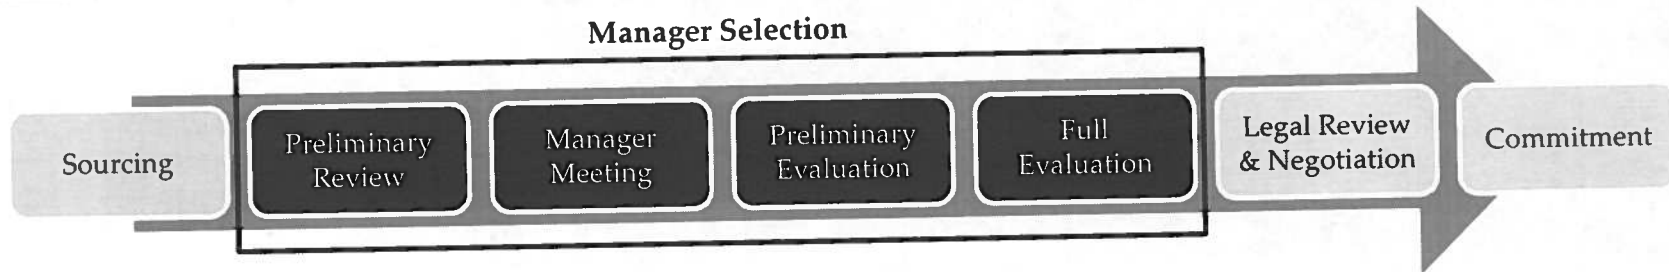 Manager Selection
Sourcing
Preliminary
Review
Manager
Meeting
Preliminary
Evaluation
Full
Evaluation
Legal Review
& Negotiation
Commitment